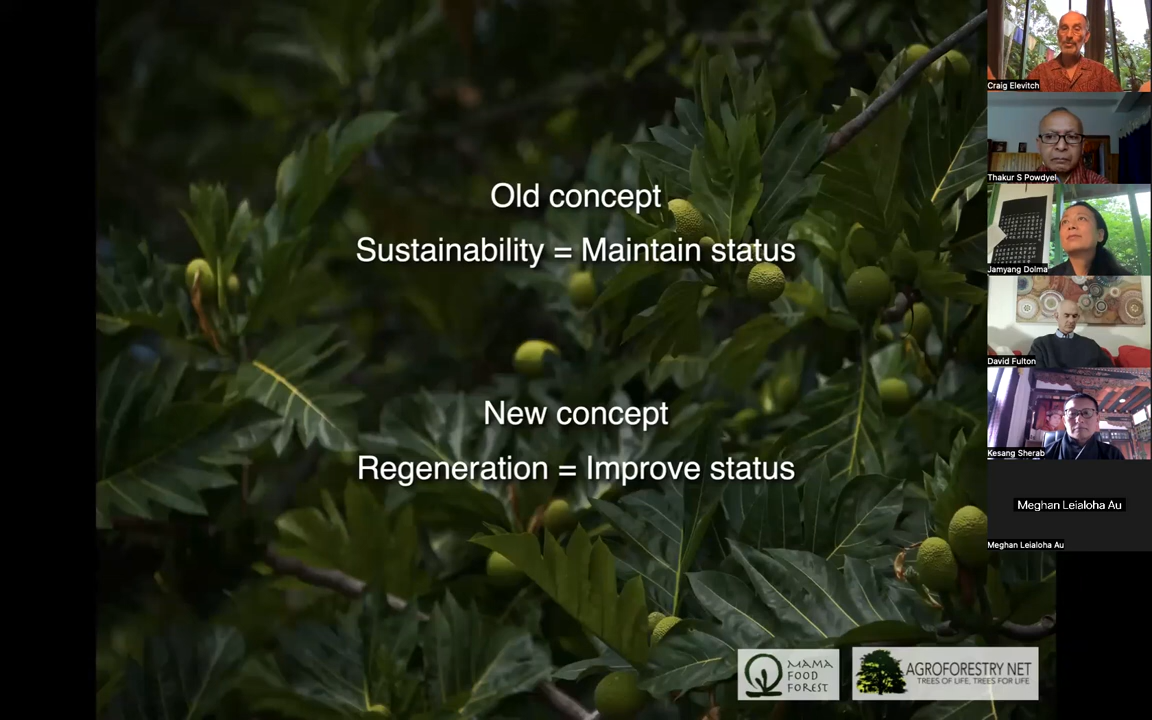 Old concept
Sustainability = Maintain status
New concept
Regeneration = Improve status
MAMA
FOOD
FOREST
AGROFORESTRY NET
TREES OF LIFE, TREES FOR LIFE
Craig Elevitch
Thakur S Powdyel
Jamyang Dolma
David Fulton
Kesang Sherab
Meghan Leialoha Au
Meghan Leialoha Au